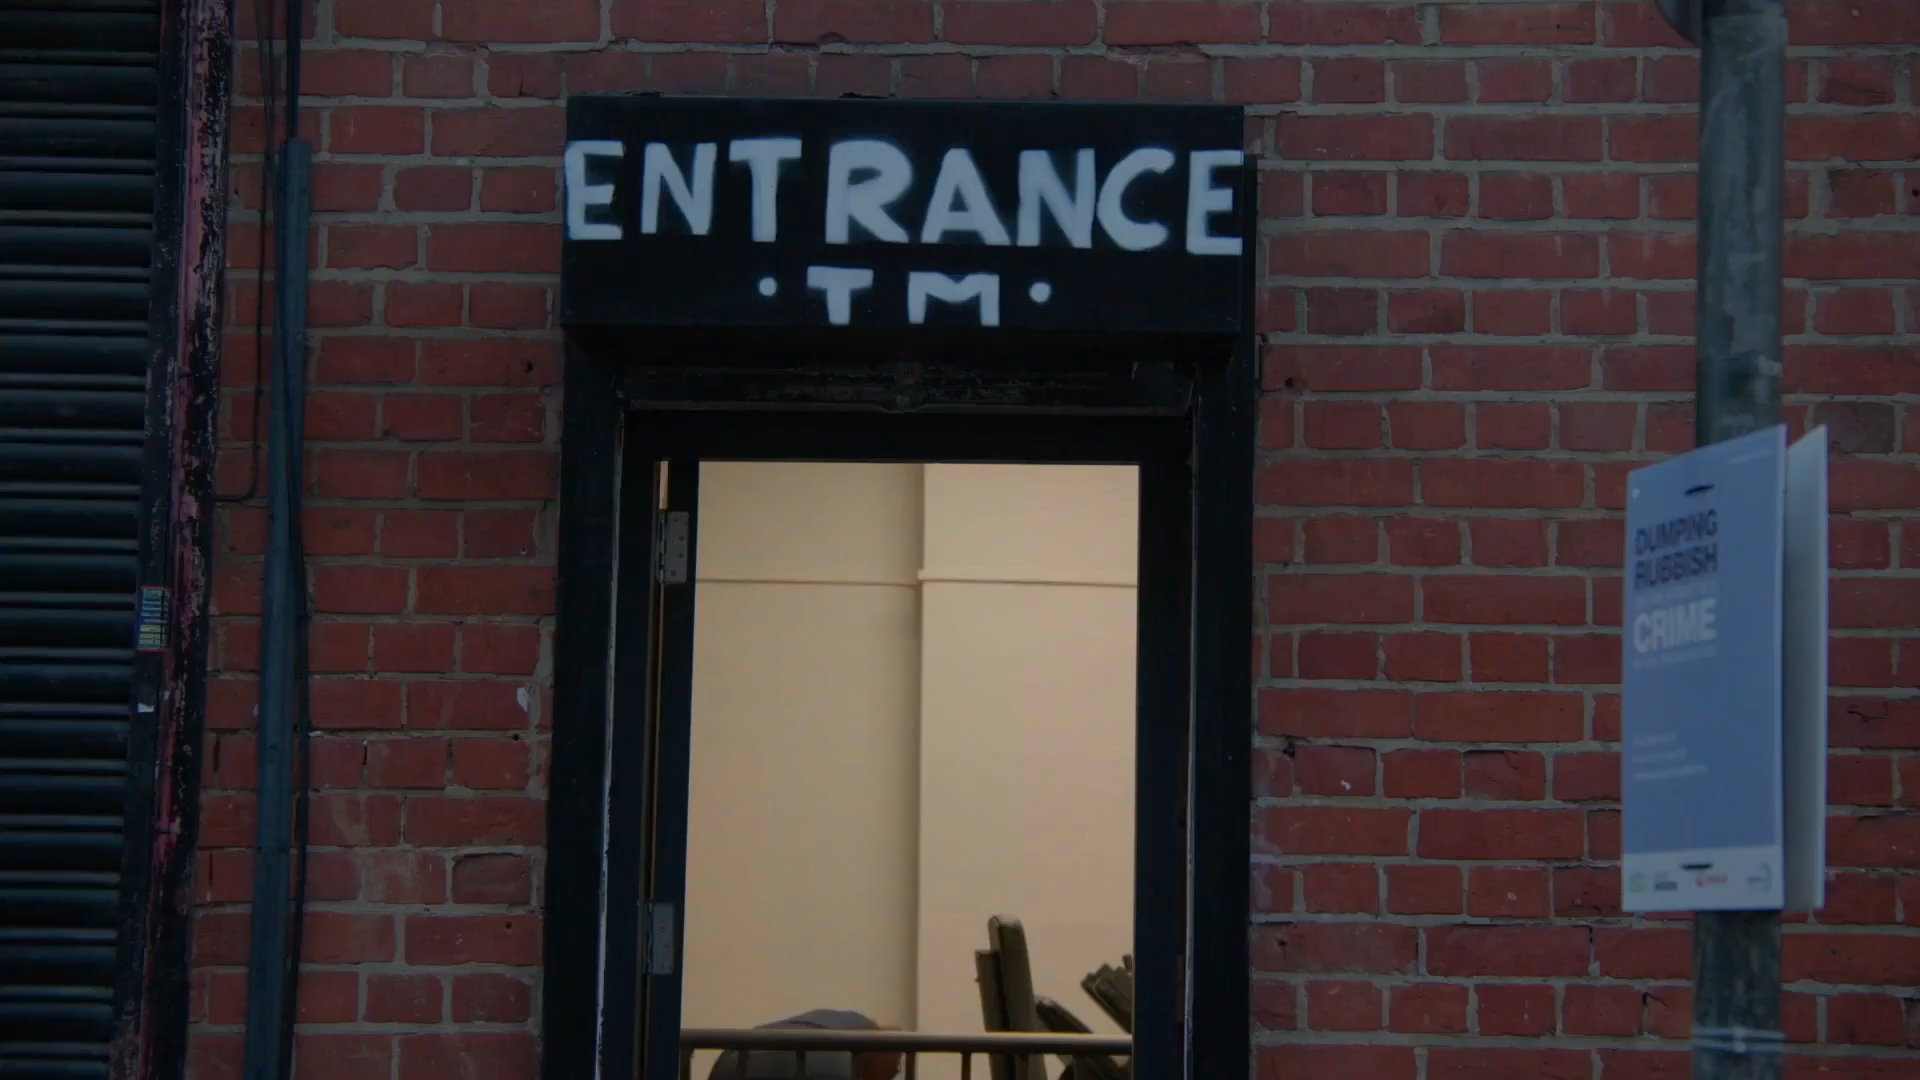 ENTRANCE
· TM ·
DUMPING
RUBBISH
CRIME